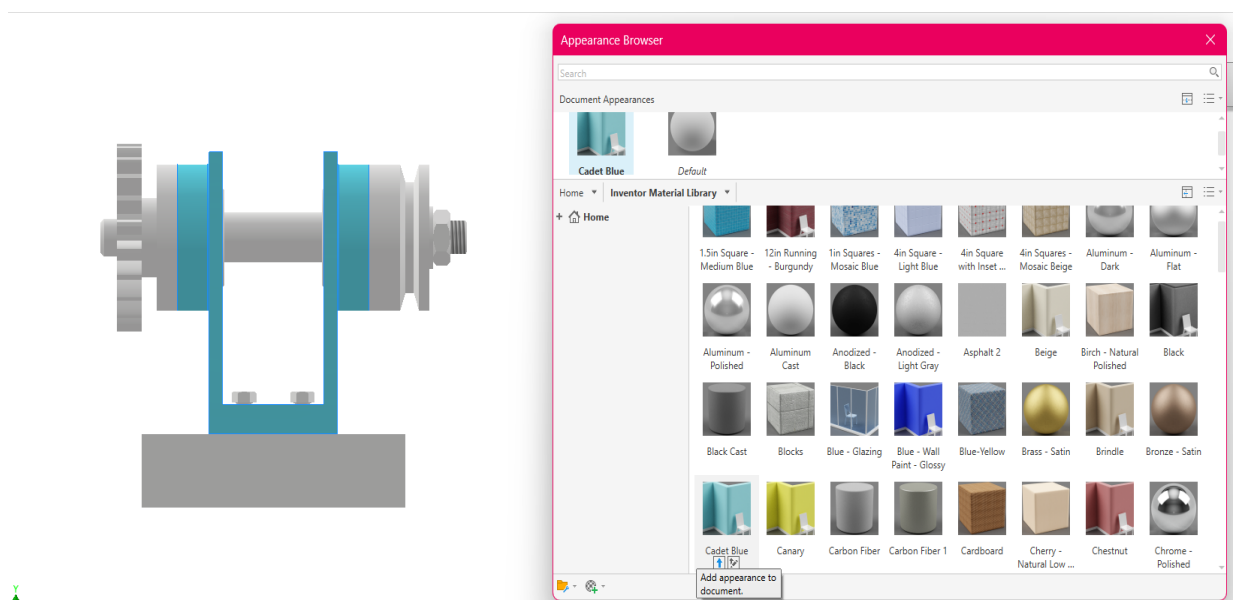 Appearance Browser
Search
Document Appearances
Cadet Blue
Default
Home
Inventor Material Library
Home
1.5in Square -
Medium Blue
12in Running
- Burgundy
1in Squares -
Mosaic Blue
4in Square -
Light Blue
4in Square
with Inset ...
4in Squares -
Mosaic Beige
Aluminum -
Dark
Aluminum -
Flat
Aluminum -
Polished
Aluminum
Cast
Anodized -
Black
Anodized -
Light Gray
Asphalt 2
Beige
Birch - Natural
Polished
Black
Black Cast
Blocks
Blue - Glazing
Blue - Wall
Paint - Glossy
Blue-Yellow
Brass - Satin
Brindle
Bronze - Satin
Cadet Blue
Canary
Carbon Fiber
Carbon Fiber 1
Cardboard
Cherry -
Natural Low ...
Chestnut
Chrome -
Polished
Add appearance to
document.
Y